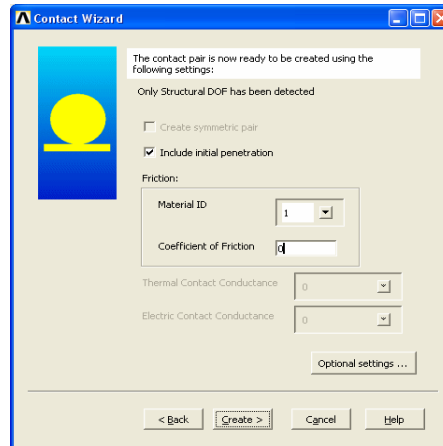 Contact Wizard
The contact pair is now ready to be created using the
following settings:
Only Structural DOF has been detected
Create symmetric pair
Include initial penetration
Friction:
Material ID
1
Coefficient of Friction
0
Thermal Contact Conductance
0
Electric Contact Conductance
0
Optional settings ...
< Back
Create >
Cancel
Help